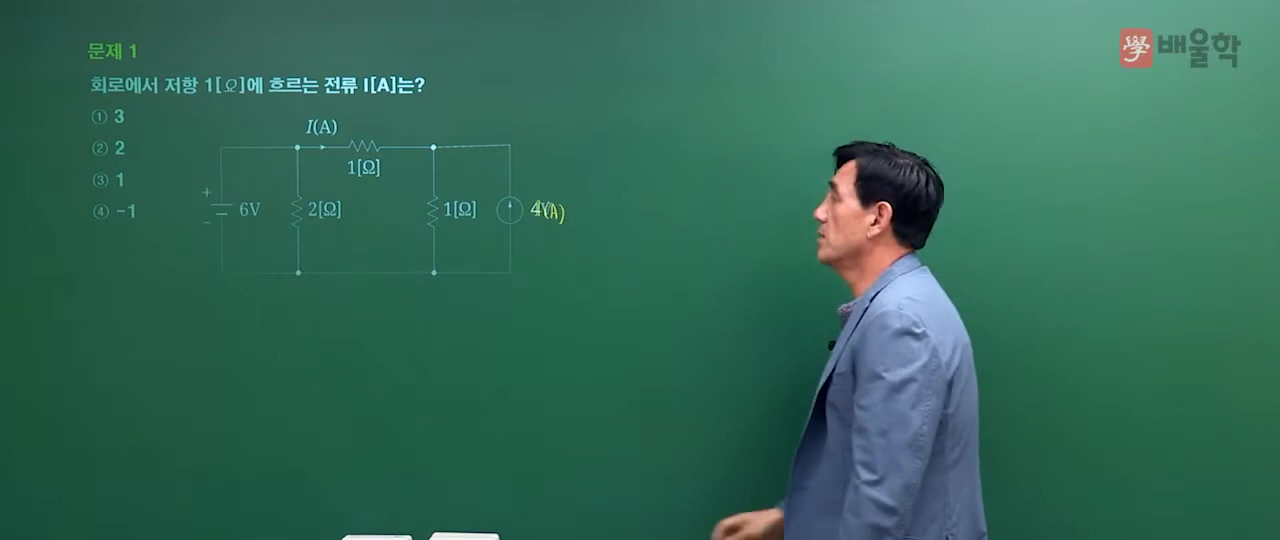 學 배울학
문제 1
회로에서 저항 1[Ω]에 흐르는 전류 I[A]는?
① 3
② 2
③ 1
④ -1
I(A)
1[Ω]
+
6V
-
2[Ω]
1[Ω]
4(A)